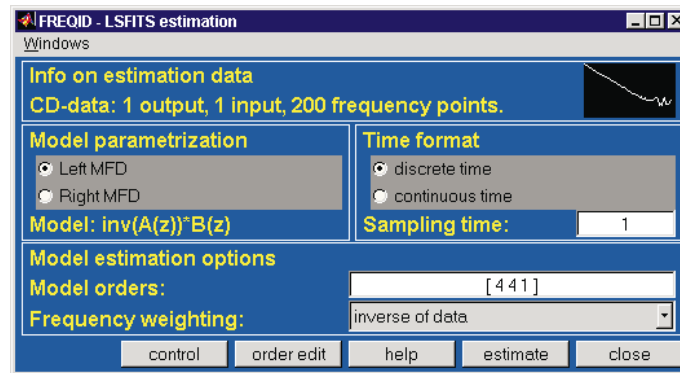 FREQID - LSFITS estimation
Windows
Info on estimation data
CD-data: 1 output, 1 input, 200 frequency points.
Model parametrization
Left MFD
Right MFD
Model: inv(A(z))*B(z)
Time format
discrete time
continuous time
Sampling time: 1
Model estimation options
Model orders: [ 4 4 1 ]
Frequency weighting: inverse of data
control order edit help estimate close